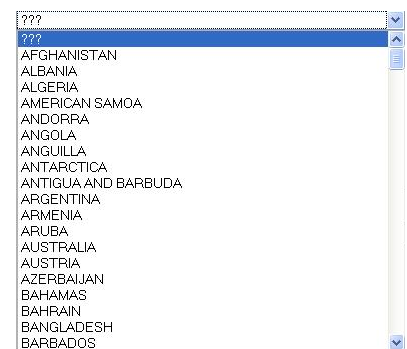 ???
???
AFGHANISTAN
ALBANIA
ALGERIA
AMERICAN SAMOA
ANDORRA
ANGOLA
ANGUILLA
ANTARCTICA
ANTIGUA AND BARBUDA
ARGENTINA
ARMENIA
ARUBA
AUSTRALIA
AUSTRIA
AZERBAIJAN
BAHAMAS
BAHRAIN
BANGLADESH
BARBADOS